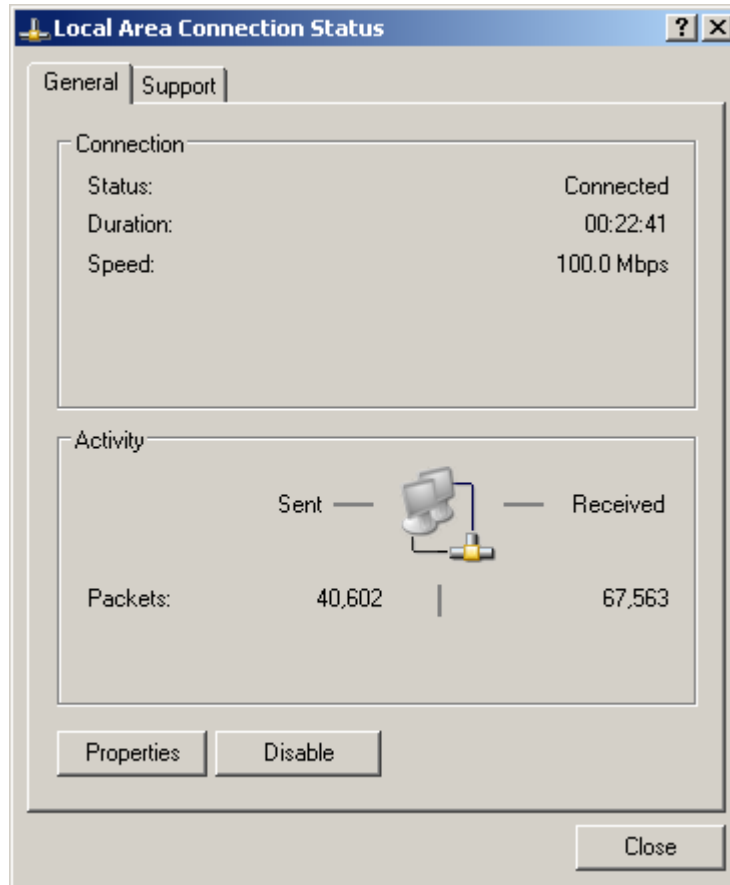 Local Area Connection Status
General Support
Connection
Status: Connected
Duration: 00:22:41
Speed: 100.0 Mbps
Activity
Sent Received
Packets: 40,602 67,563
Properties Disable
Close